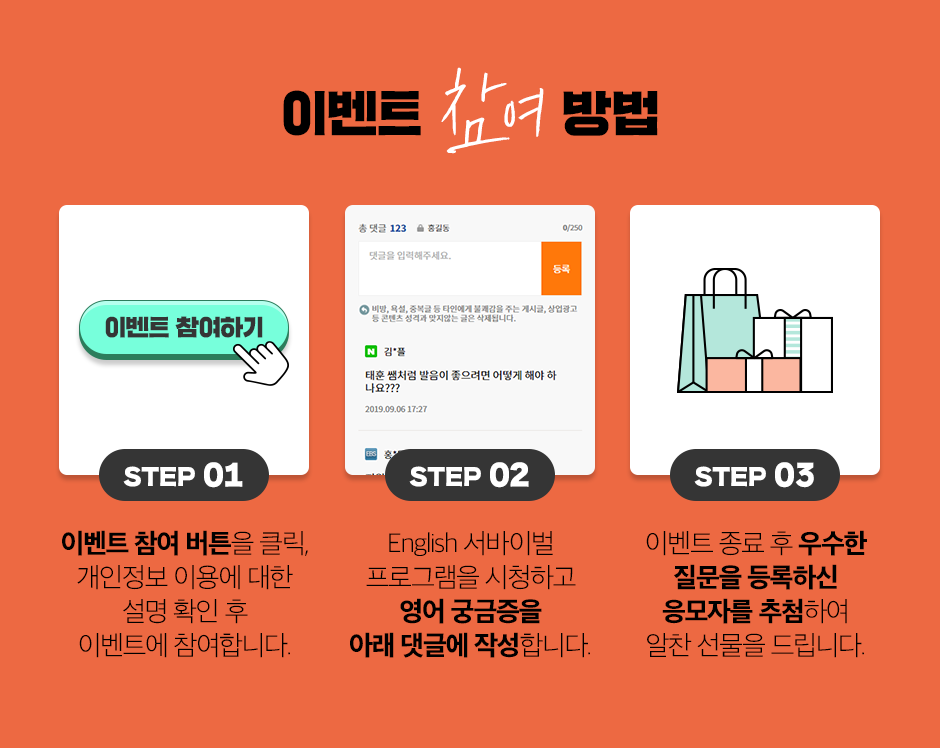 이벤트 참여 방법
이벤트 참여하기
STEP 01
이벤트 참여 버튼을 클릭,
개인정보 이용에 대한
설명 확인 후
이벤트에 참여합니다.
총 댓글 123 홍길동 0/250
댓글을 입력해주세요.
등록
비방, 욕설, 중복글 등 타인에게 불쾌감을 주는 게시글, 상업광고
등 콘텐츠 성격과 맞지않는 글은 삭제됩니다.
N 김*플
태훈 쌤처럼 발음이 좋으려면 어떻게 해야 하
나요???
2019.09.06 17:27
EBS
STEP 02
English 서바이벌
프로그램을 시청하고
영어 궁금증을
아래 댓글에 작성합니다.
STEP 03
이벤트 종료 후 우수한
질문을 등록하신
응모자를 추첨하여
알찬 선물을 드립니다.